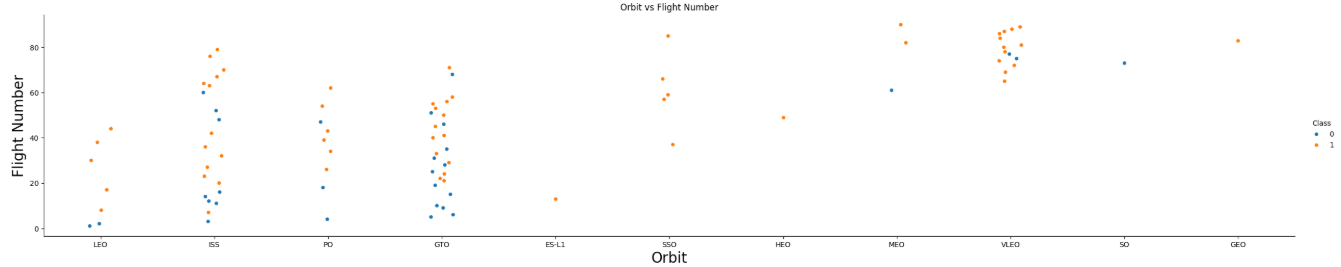 Orbit vs Flight Number
Flight Number
80
60
40
20
0
LEO ISS PO GTO ES-L1 SSO HEO MEO VLEO SO GEO
Orbit
Class
0
1